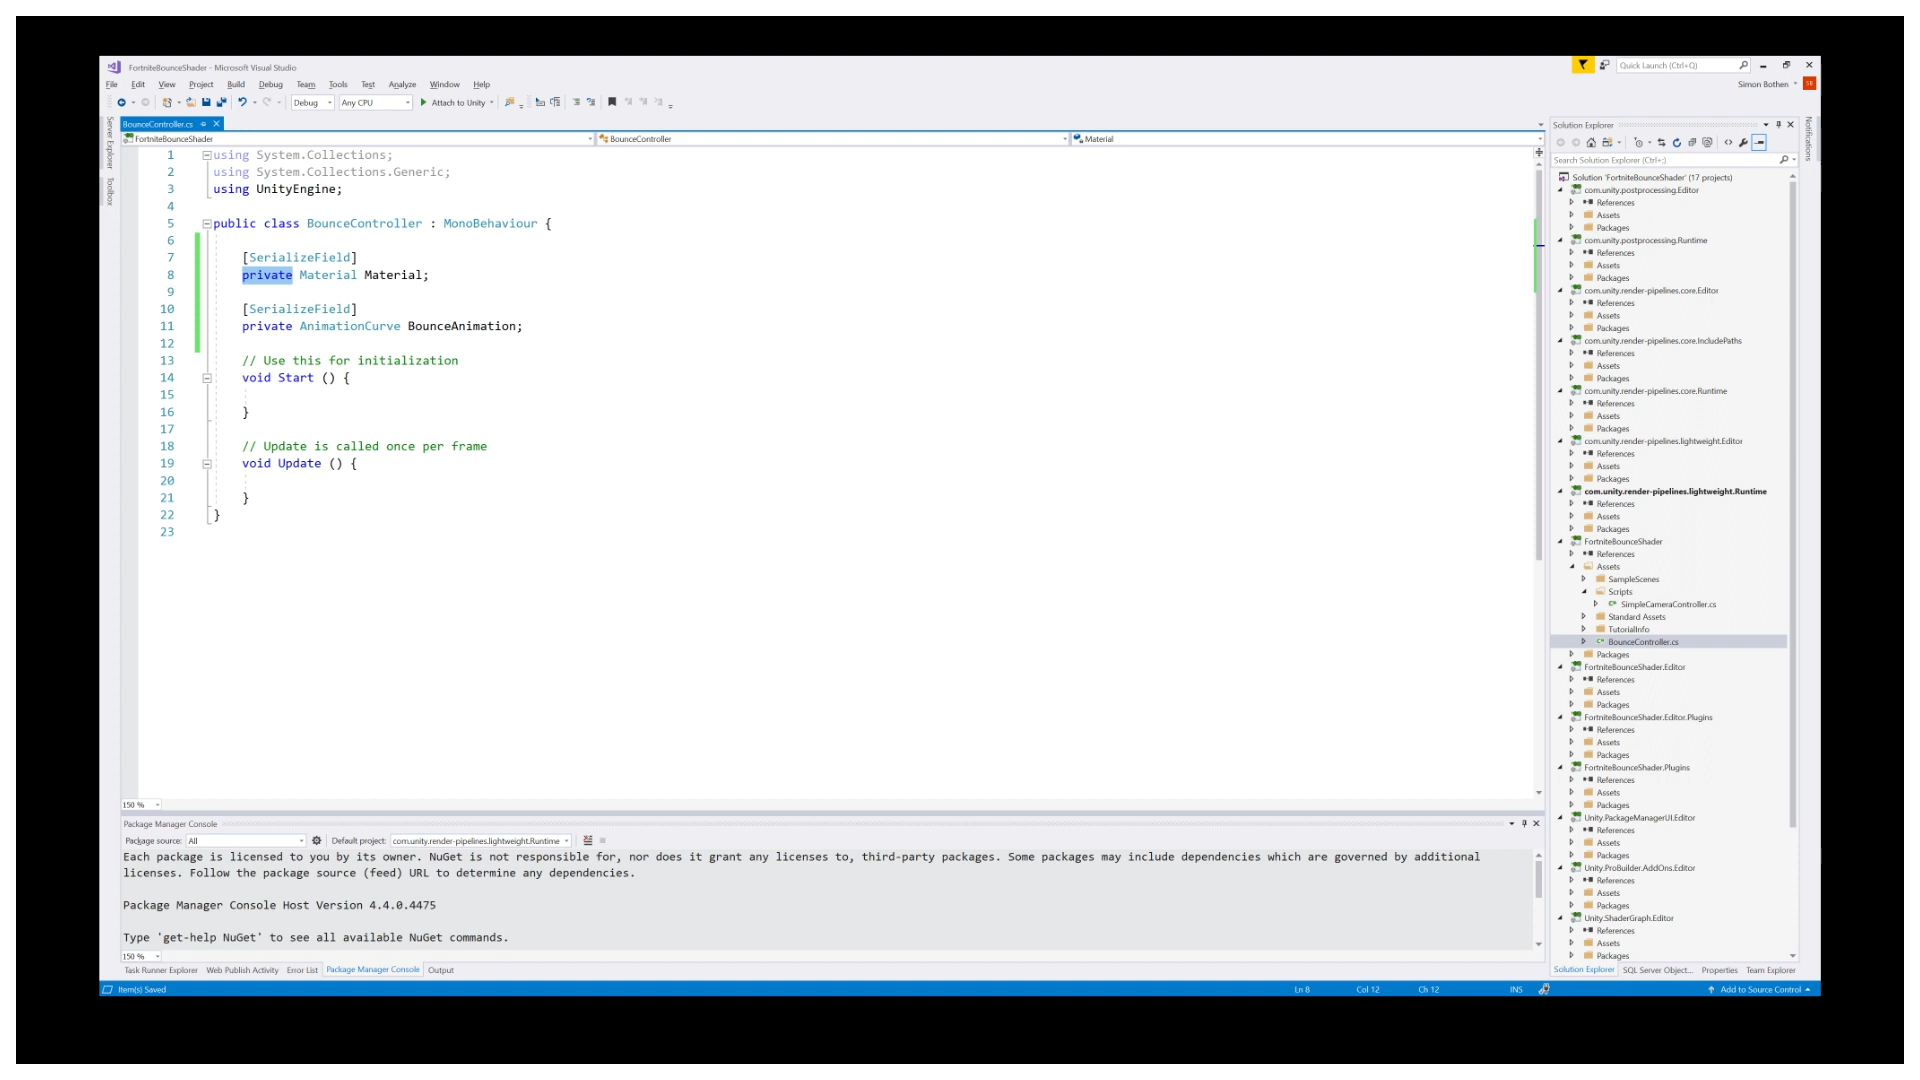 FortniteBounceShader - Microsoft Visual Studio
Quick Launch (Ctrl+Q)
File Edit View Project Build Debug Team Tools Test Analyze Window Help
Simon Bothen SB
Debug Any CPU Attach to Unity
Server Explorer
Toolbox
Notifications
BounceController.cs
FortniteBounceShader BounceController Material
1 using System.Collections;
2 using System.Collections.Generic;
3 using UnityEngine;
4
5 public class BounceController : MonoBehaviour {
6
7 [SerializeField]
8 private Material Material;
9
10 [SerializeField]
11 private AnimationCurve BounceAnimation;
12
13 // Use this for initialization
14 void Start () {
15
16 }
17
18 // Update is called once per frame
19 void Update () {
20
21 }
22 }
23
150 %
Package Manager Console
Package source: All Default project: com.unity.render-pipelines.lightweight.Runtime
Each package is licensed to you by its owner. NuGet is not responsible for, nor does it grant any licenses to, third-party packages. Some packages may include dependencies which are governed by additional
licenses. Follow the package source (feed) URL to determine any dependencies.
Package Manager Console Host Version 4.4.0.4475
Type 'get-help NuGet' to see all available NuGet commands.
150 %
Task Runner Explorer Web Publish Activity Error List Package Manager Console Output
Solution Explorer
Search Solution Explorer (Ctrl+;)
Solution 'FortniteBounceShader' (17 projects)
com.unity.postprocessing.Editor
References
Assets
Packages
com.unity.postprocessing.Runtime
References
Assets
Packages
com.unity.render-pipelines.core.Editor
References
Assets
Packages
com.unity.render-pipelines.core.IncludePaths
References
Assets
Packages
com.unity.render-pipelines.core.Runtime
References
Assets
Packages
com.unity.render-pipelines.lightweight.Editor
References
Assets
Packages
com.unity.render-pipelines.lightweight.Runtime
References
Assets
Packages
FortniteBounceShader
References
Assets
SampleScenes
Scripts
SimpleCameraController.cs
Standard Assets
TutorialInfo
BounceController.cs
Packages
FortniteBounceShader.Editor
References
Assets
Packages
FortniteBounceShader.Editor.Plugins
References
Assets
Packages
FortniteBounceShader.Plugins
References
Assets
Packages
Unity.PackageManagerUI.Editor
References
Assets
Packages
Unity.ProBuilder.AddOns.Editor
References
Assets
Packages
Unity.ShaderGraph.Editor
References
Assets
Packages
Solution Explorer SQL Server Object... Properties Team Explorer
Item(s) Saved Ln 8 Col 12 Ch 12 INS Add to Source Control